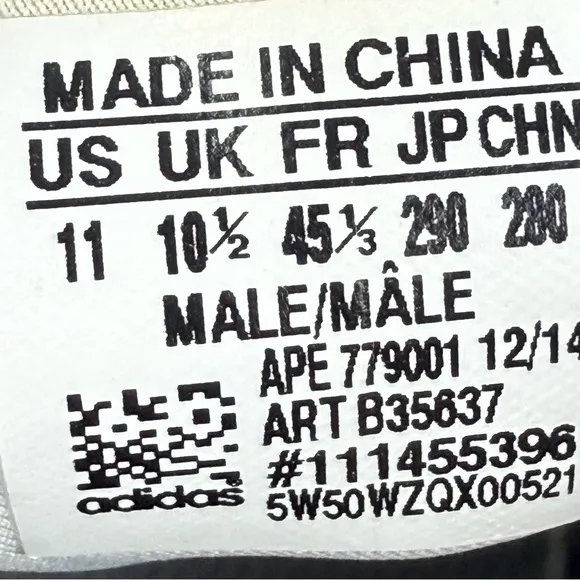 MADE IN CHINA
US UK FR JP CHN
11 10½ 45⅓ 290 280
MALE/MÂLE
APE 779001 12/14
ART B35637
#111455396
5W50WZQX00521
adidas